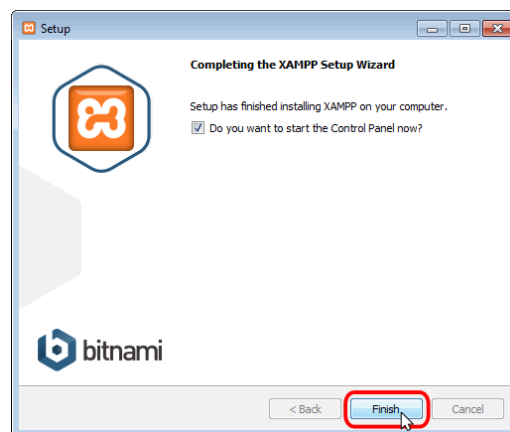 Setup
Completing the XAMPP Setup Wizard
Setup has finished installing XAMPP on your computer.
Do you want to start the Control Panel now?
bitnami
< Back
Finish
Cancel